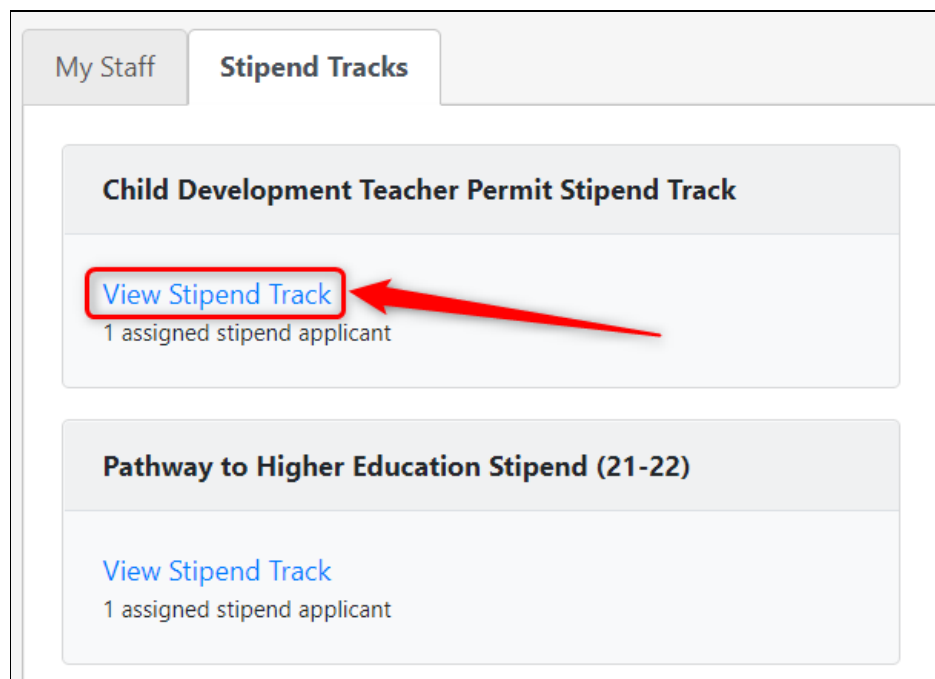 My Staff
Stipend Tracks
Child Development Teacher Permit Stipend Track
View Stipend Track
1 assigned stipend applicant
Pathway to Higher Education Stipend (21-22)
View Stipend Track
1 assigned stipend applicant